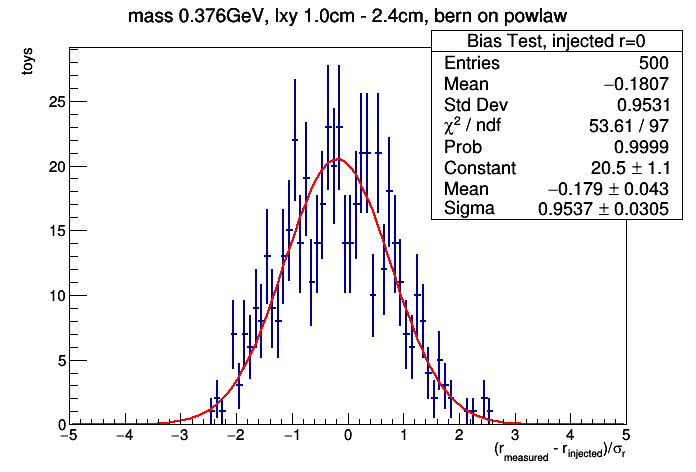 mass 0.376GeV, lxy 1.0cm - 2.4cm, bern on powlaw
toys
Bias Test, injected r=0
Entries 500
Mean −0.1807
Std Dev 0.9531
χ² / ndf 53.61 / 97
Prob 0.9999
Constant 20.5 ± 1.1
Mean −0.179 ± 0.043
Sigma 0.9537 ± 0.0305
25
20
15
10
5
0
−5 −4 −3 −2 −1 0 1 2 3 4 5
(r_measured - r_injected)/σ_r